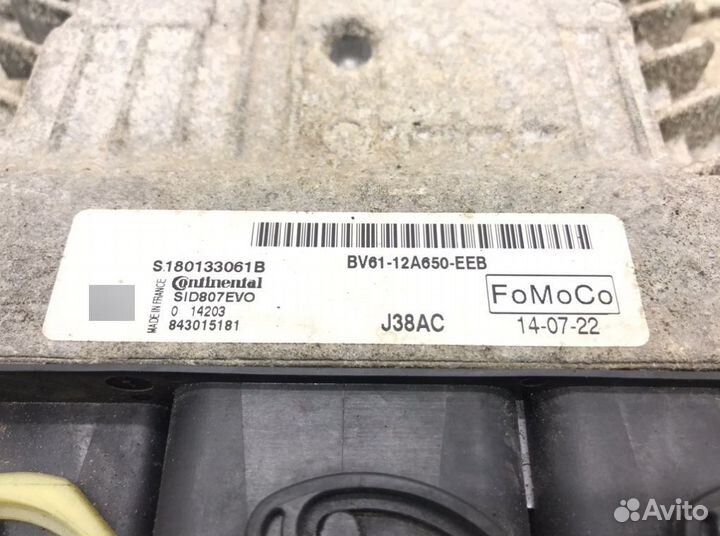 S180133061B
BV61-12A650-EEB
MADE IN FRANCE
Continental
SID807EVO
0 14203
843015181
J38AC
FoMoCo
14-07-22
Avito